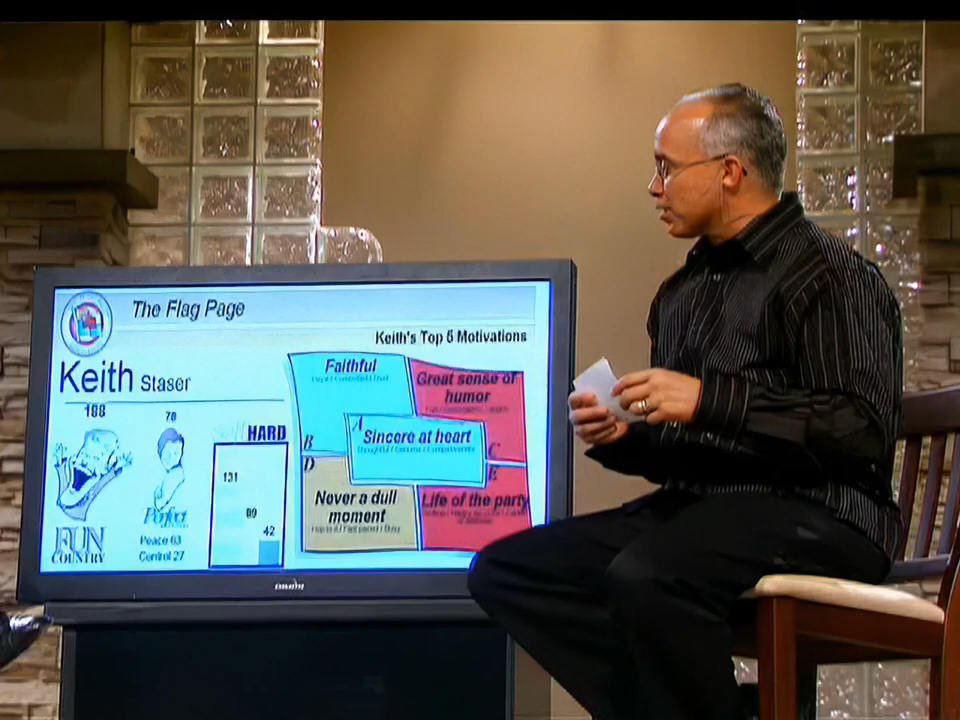 The Flag Page
Keith's Top 5 Motivations
Keith Staser
188
78
HARD
131
89
42
FUN
COUNTRY
Perfect
Peace 63
Control 27
Faithful
Great sense of
humor
A
Sincere at heart
B
C
D
E
Never a dull
moment
Life of the party